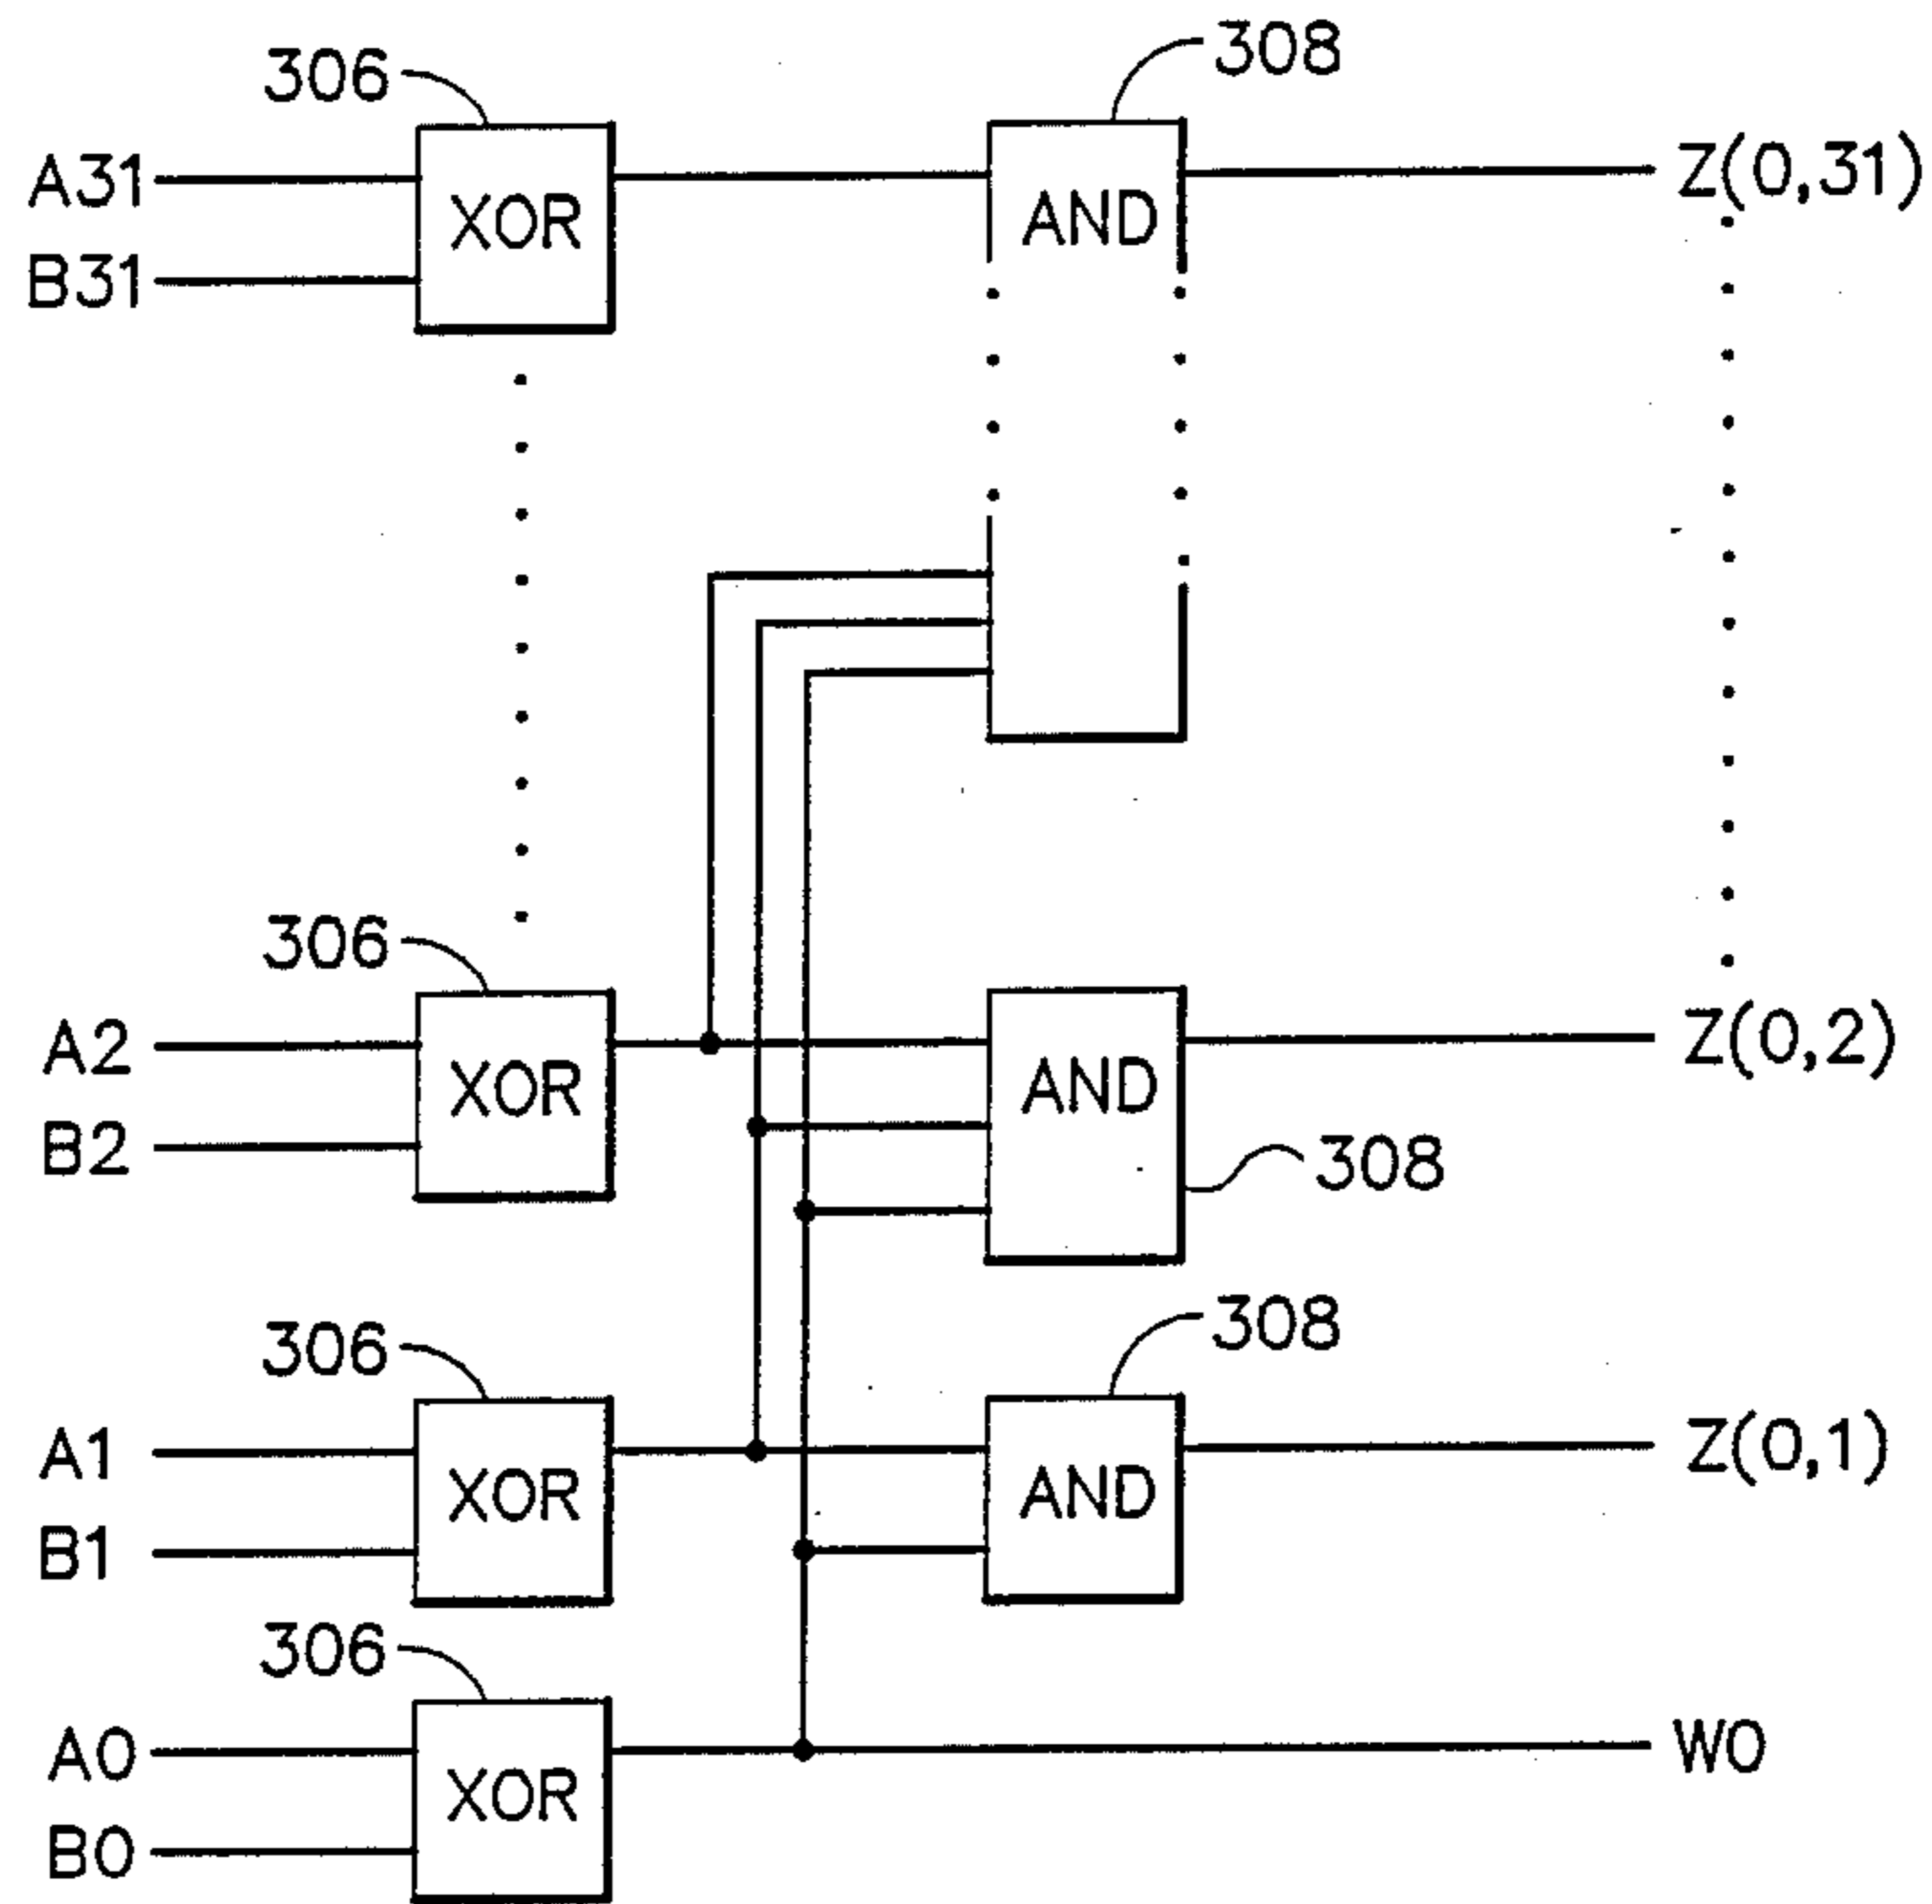 306
308
A31
XOR
AND
Z(0,31)
B31
306
A2
XOR
AND
Z(0,2)
B2
308
306
308
A1
XOR
AND
Z(0,1)
B1
306
A0
XOR
W0
B0